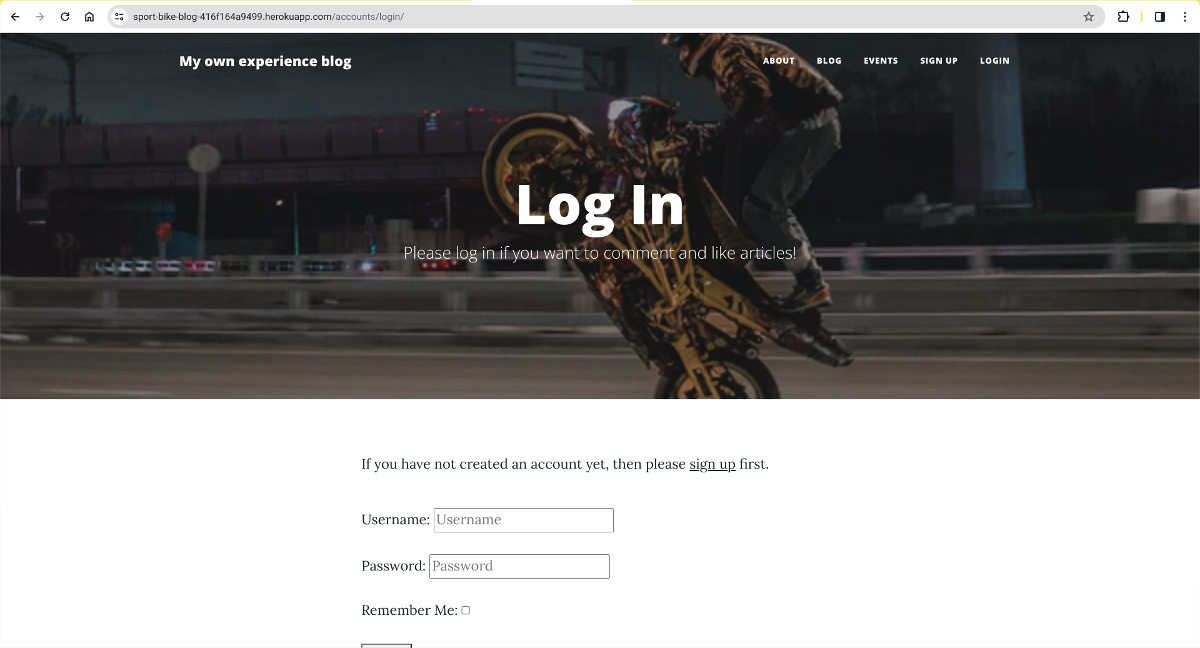 sport-bike-blog-416f164a9499.herokuapp.com/accounts/login/
My own experience blog
ABOUT BLOG EVENTS SIGN UP LOGIN
Log In
Please log in if you want to comment and like articles!
If you have not created an account yet, then please sign up first.
Username: Username
Password: Password
Remember Me: